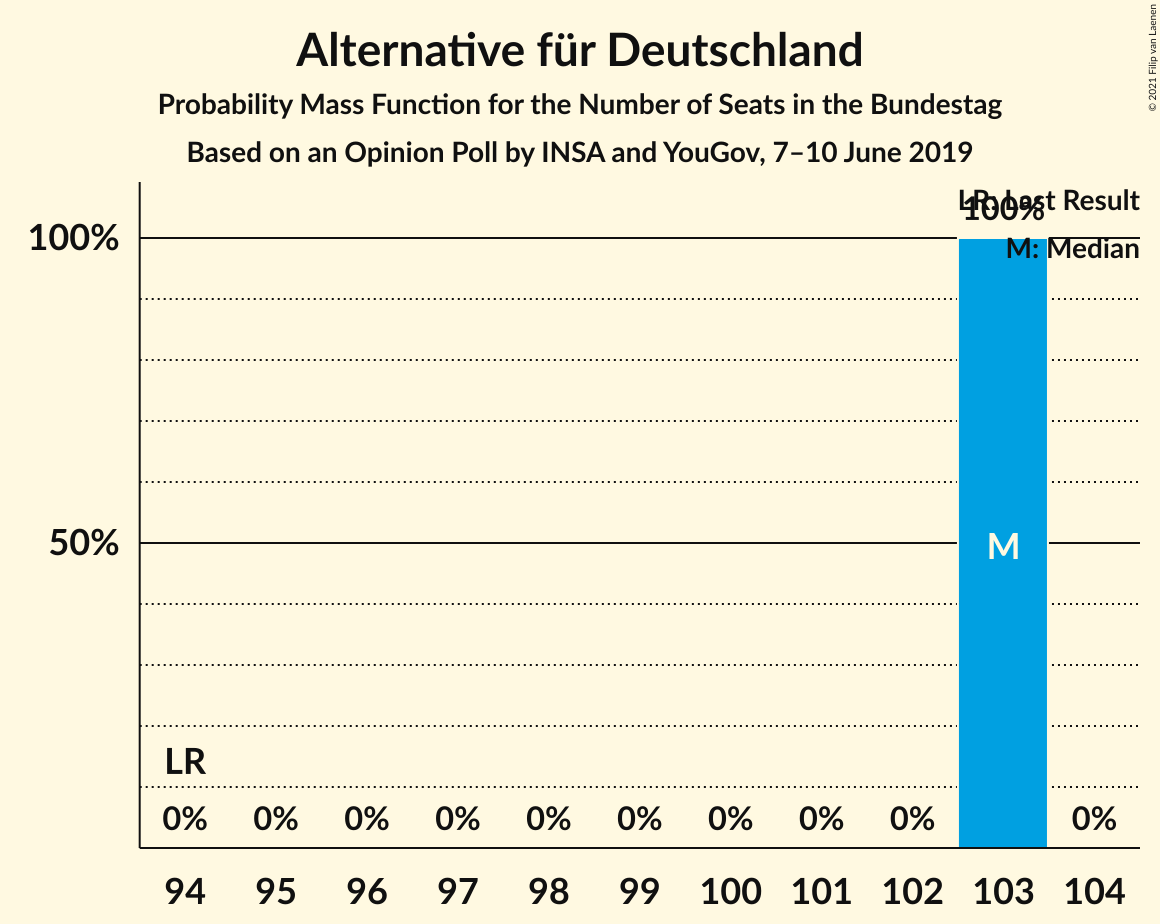 Alternative für Deutschland
Probability Mass Function for the Number of Seats in the Bundestag
Based on an Opinion Poll by INSA and YouGov, 7–10 June 2019
© 2021 Filip van Laenen
LR: Last Result
100%
M: Median
100%
50%
M
LR
0% 0% 0% 0% 0% 0% 0% 0% 0% 0%
94 95 96 97 98 99 100 101 102 103 104